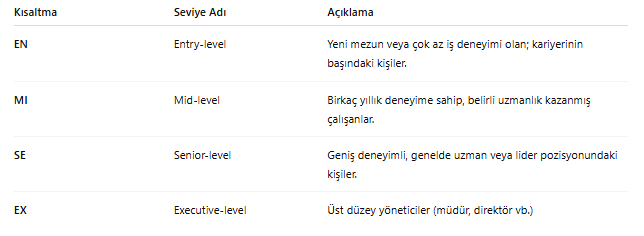 Kısaltma Seviye Adı Açıklama
EN Entry-level Yeni mezun veya çok az iş deneyimi olan; kariyerinin
başındaki kişiler.
MI Mid-level Birkaç yıllık deneyime sahip, belirli uzmanlık kazanmış
çalışanlar.
SE Senior-level Geniş deneyimli, genelde uzman veya lider pozisyonundaki
kişiler.
EX Executive-level Üst düzey yöneticiler (müdür, direktör vb.)